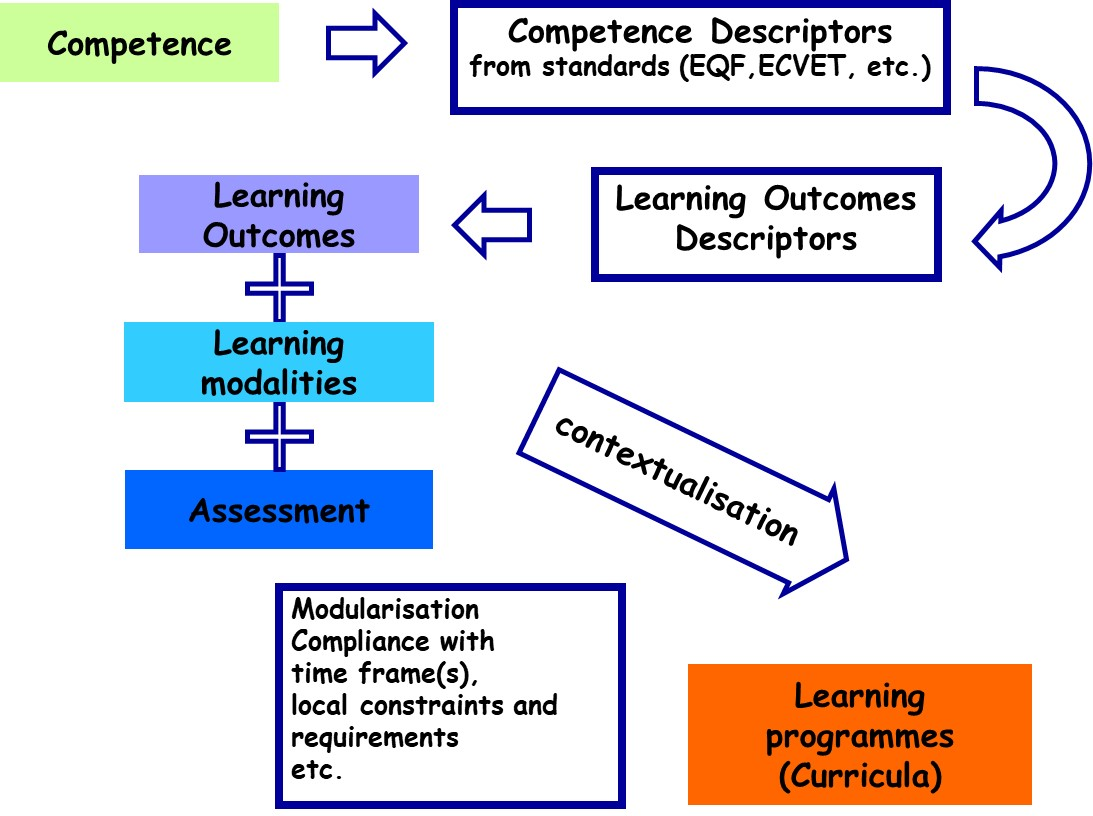 Competence
Competence Descriptors
from standards (EQF,ECVET, etc.)
Learning Outcomes
Descriptors
Learning
Outcomes
Learning
modalities
Assessment
contextualisation
Modularisation
Compliance with
time frame(s),
local constraints and
requirements
etc.
Learning
programmes
(Curricula)